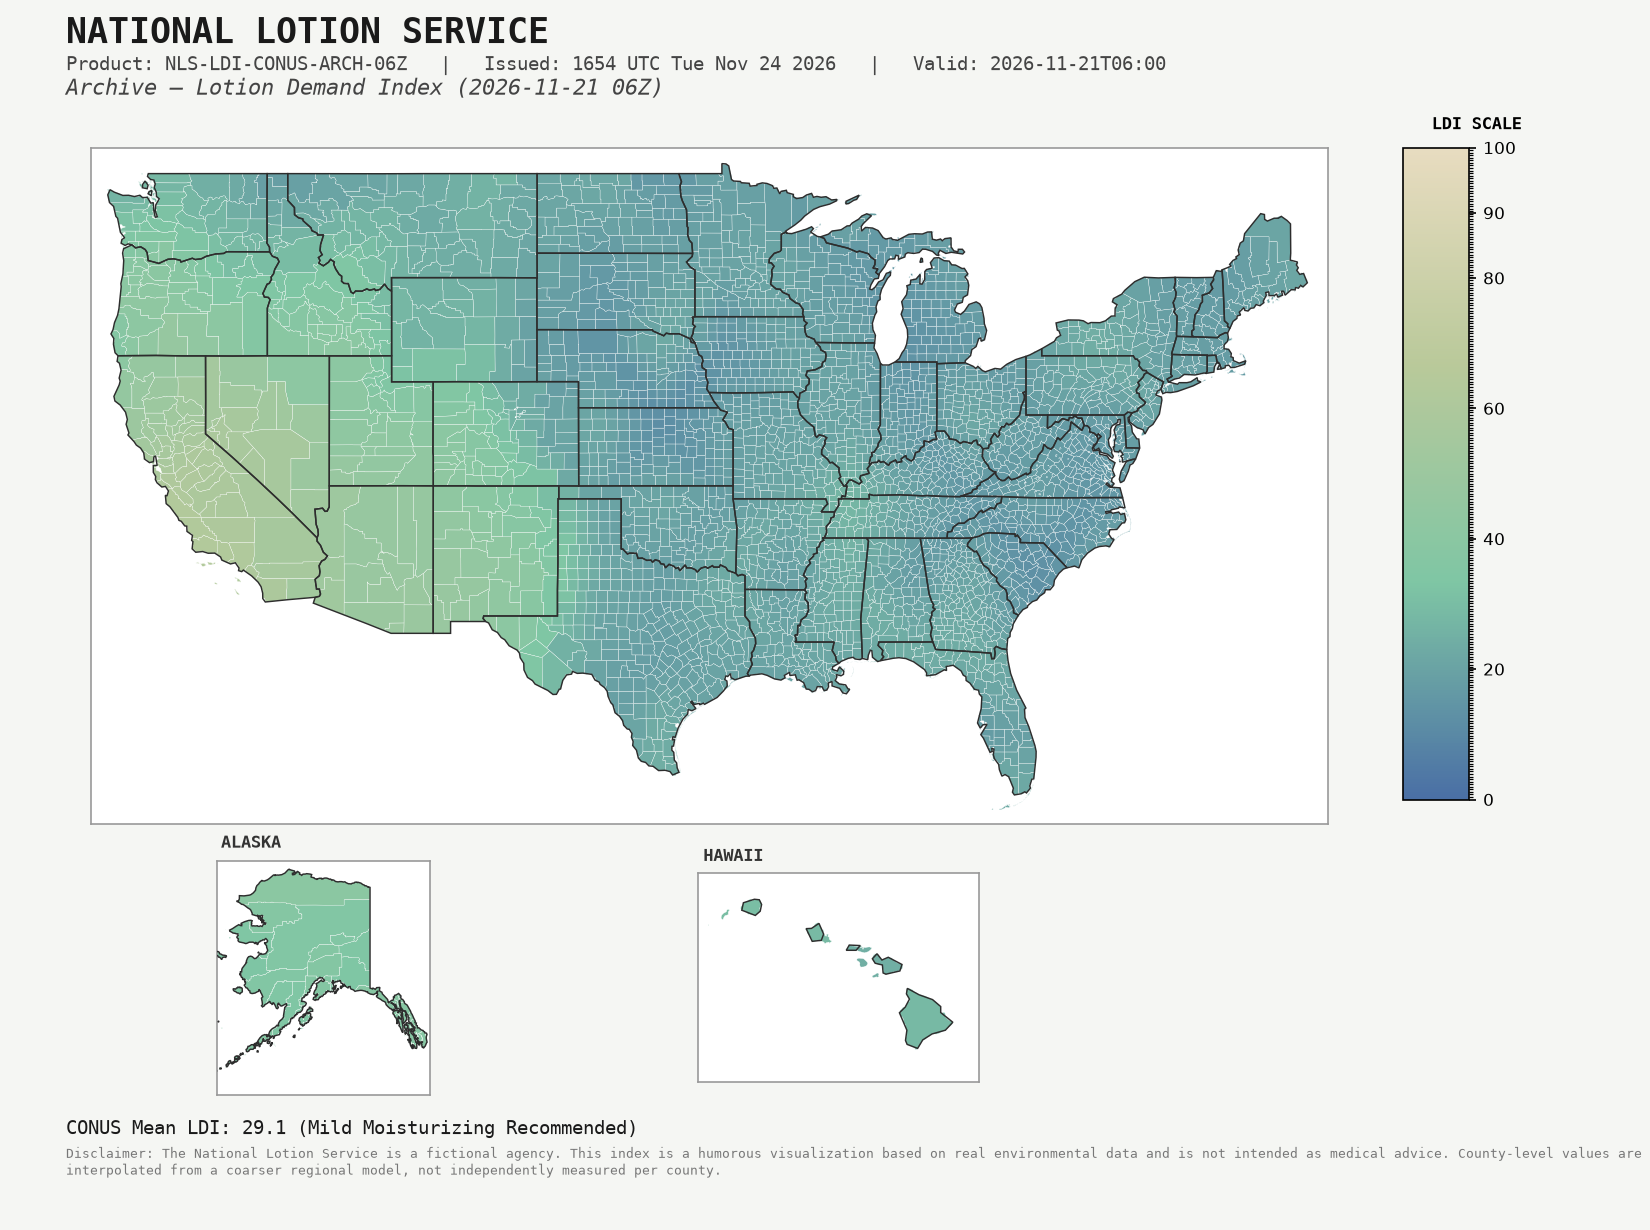 NATIONAL LOTION SERVICE
Product: NLS-LDI-CONUS-ARCH-06Z | Issued: 1654 UTC Tue Nov 24 2026 | Valid: 2026-11-21T06:00
Archive — Lotion Demand Index (2026-11-21 06Z)
LDI SCALE
100
90
80
60
40
20
0
ALASKA
HAWAII
CONUS Mean LDI: 29.1 (Mild Moisturizing Recommended)
Disclaimer: The National Lotion Service is a fictional agency. This index is a humorous visualization based on real environmental data and is not intended as medical advice. County-level values are
interpolated from a coarser regional model, not independently measured per county.